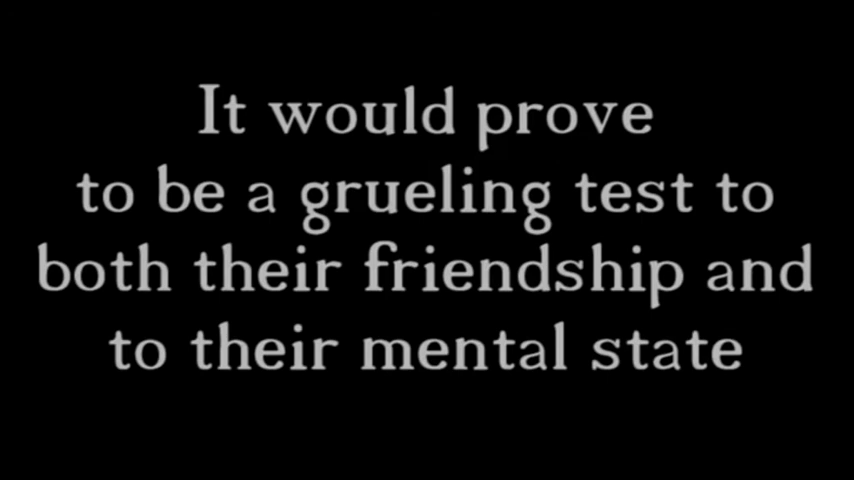 It would prove
to be a grueling test to
both their friendship and
to their mental state